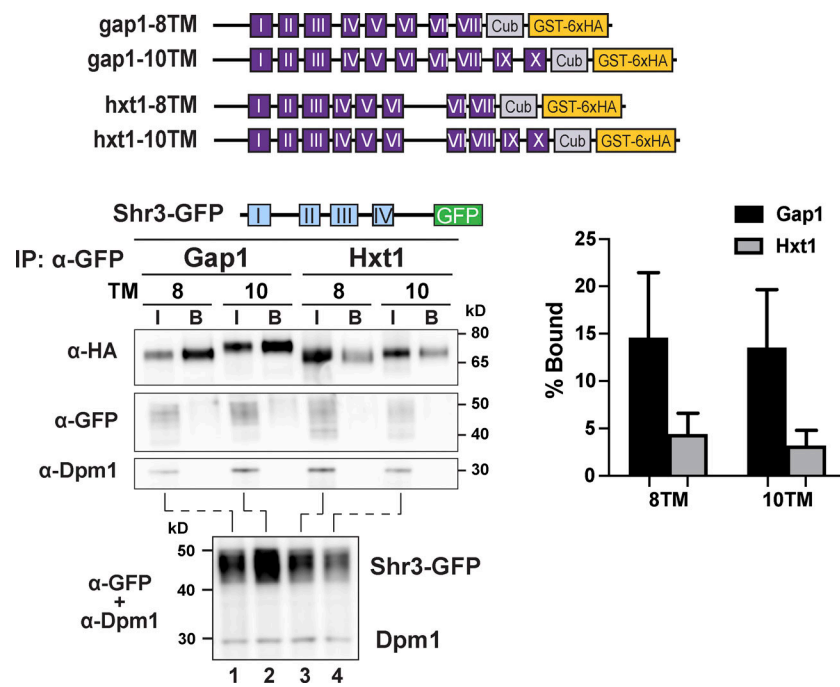 gap1-8TM I II III IV V VI VII VIII Cub GST-6xHA
gap1-10TM I II III IV V VI VII VIII IX X Cub GST-6xHA
hxt1-8TM I II III IV V VI VII VIII Cub GST-6xHA
hxt1-10TM I II III IV V VI VII VIII IX X Cub GST-6xHA
Shr3-GFP I II III IV GFP
IP: α-GFP Gap1 Hxt1
TM 8 10 8 10
I B I B I B I B kD
α-HA 80
65
α-GFP 50
40
α-Dpm1 30
kD
α-GFP
+
α-Dpm1
50 Shr3-GFP
40
30 Dpm1
1 2 3 4
Gap1
Hxt1
% Bound
25
20
15
10
5
0
8TM 10TM